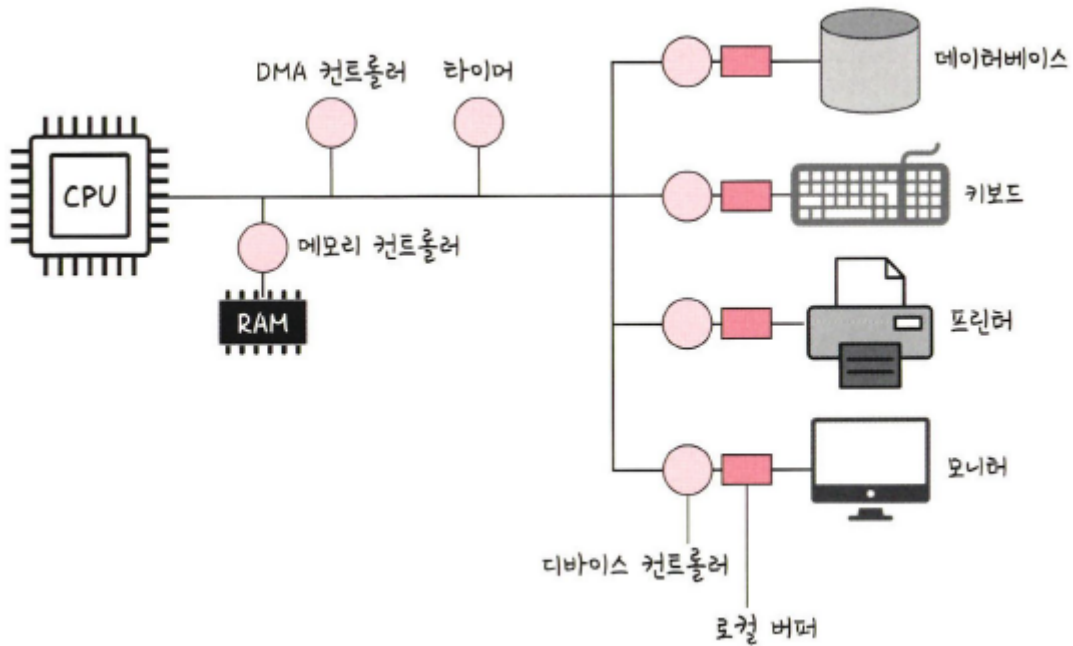 DMA 컨트롤러
타이머
데이터베이스
CPU
키보드
메모리 컨트롤러
RAM
프린터
모니터
디바이스 컨트롤러
로컬 버퍼